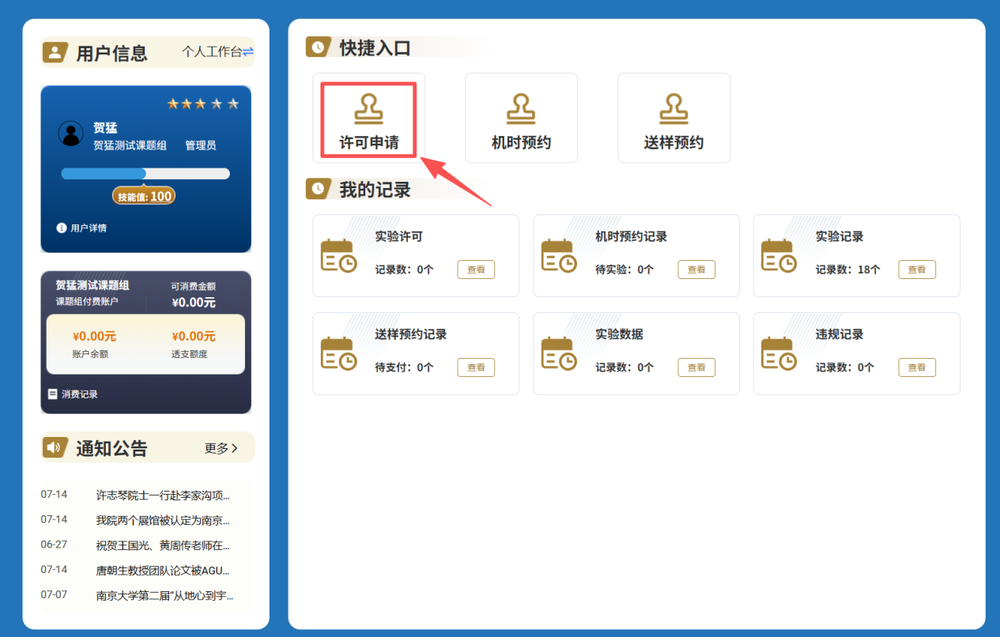 用户信息
个人工作台
贺猛
贺猛测试课题组 管理员
技能值: 100
用户详情
贺猛测试课题组
课题组付费账户
可消费金额
¥0.00元
¥0.00元
账户余额
¥0.00元
透支额度
消费记录
通知公告
更多
07-14 许志琴院士一行赴李家沟项...
07-14 我院两个展馆被认定为南京...
06-27 祝贺王国光、黄周传老师在...
07-14 唐朝生教授团队论文被AGU...
07-07 南京大学第二届“从地心到宇...
快捷入口
许可申请
机时预约
送样预约
我的记录
实验许可
记录数：0个 查看
机时预约记录
待实验：0个 查看
实验记录
记录数：18个 查看
送样预约记录
待支付：0个 查看
实验数据
记录数：0个 查看
违规记录
记录数：0个 查看